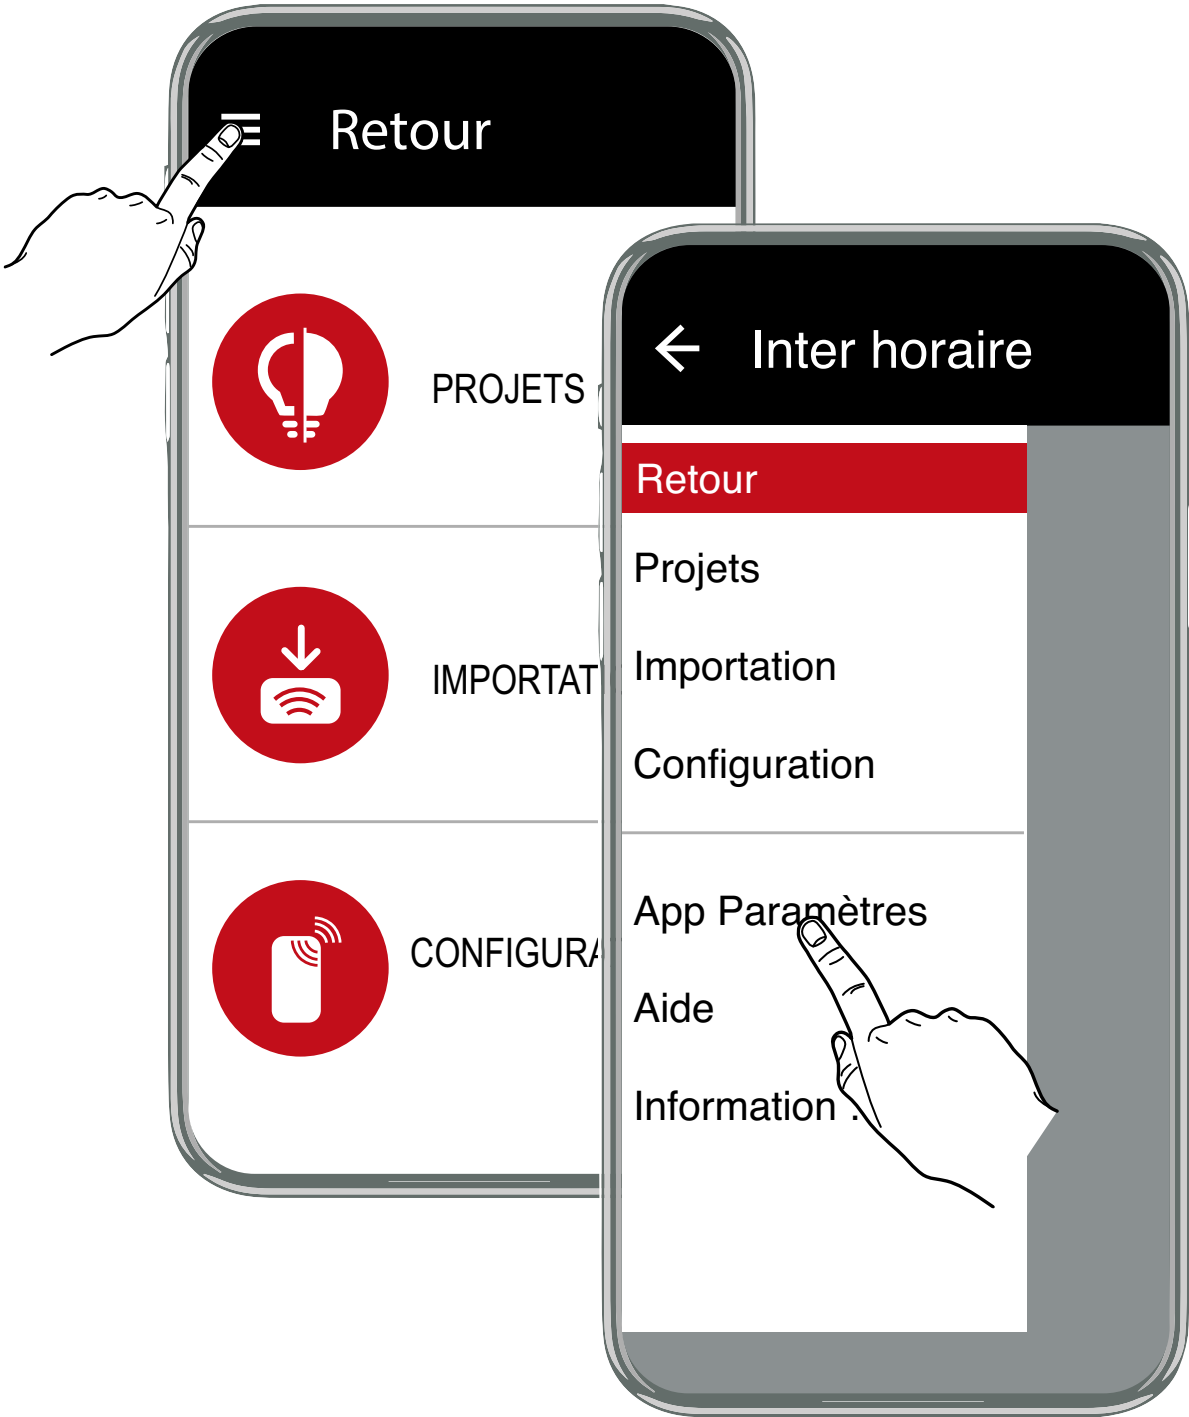 Retour
PROJETS
IMPORTAT
CONFIGURA
Inter horaire
Retour
Projets
Importation
Configuration
App Paramètres
Aide
Information :